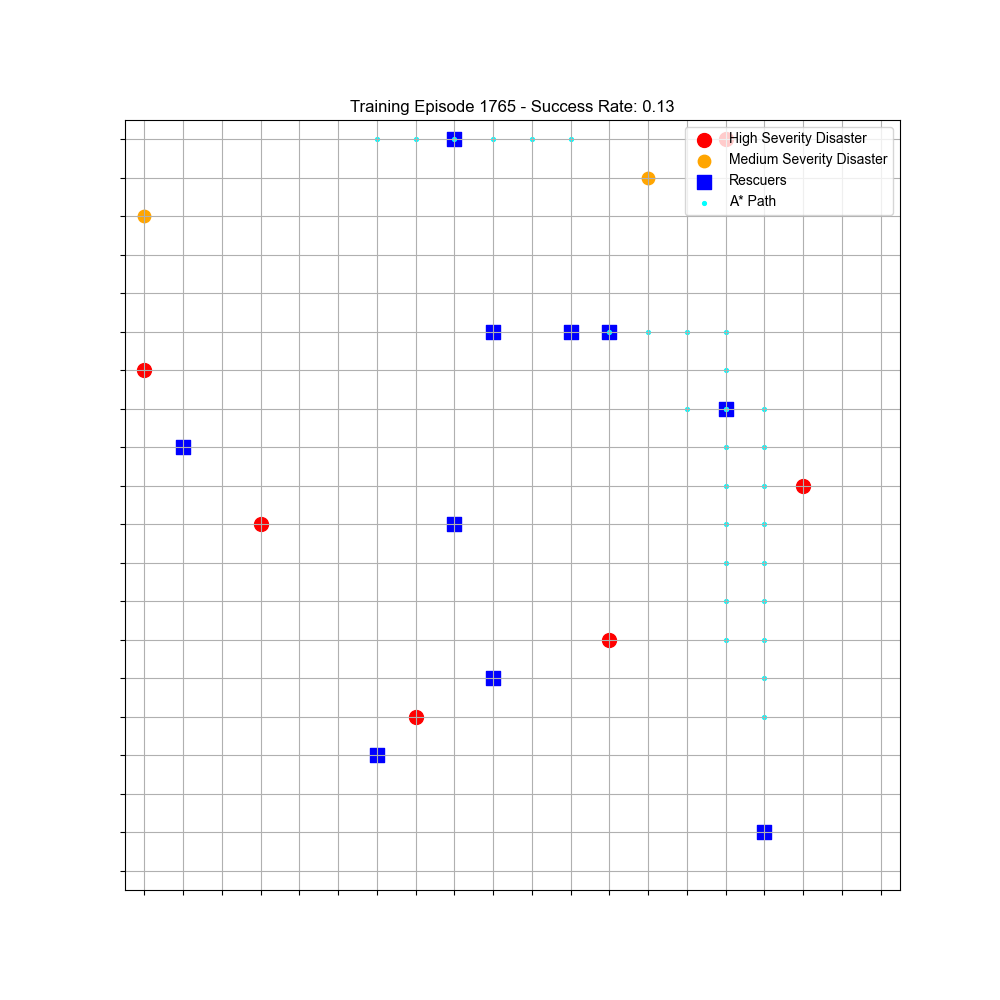 Training Episode 1765 - Success Rate: 0.13
High Severity Disaster
Medium Severity Disaster
Rescuers
A* Path